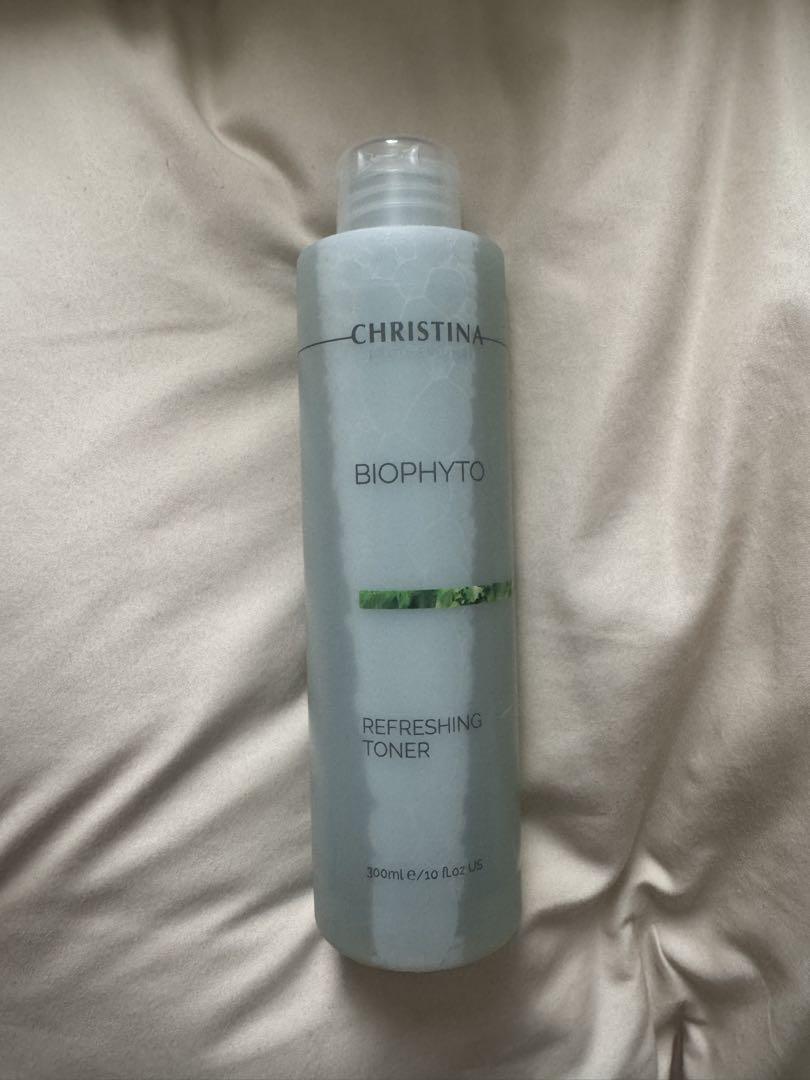 CHRISTINA
BIOPHYTO
REFRESHING
TONER
300ml e/10 fl.oz US